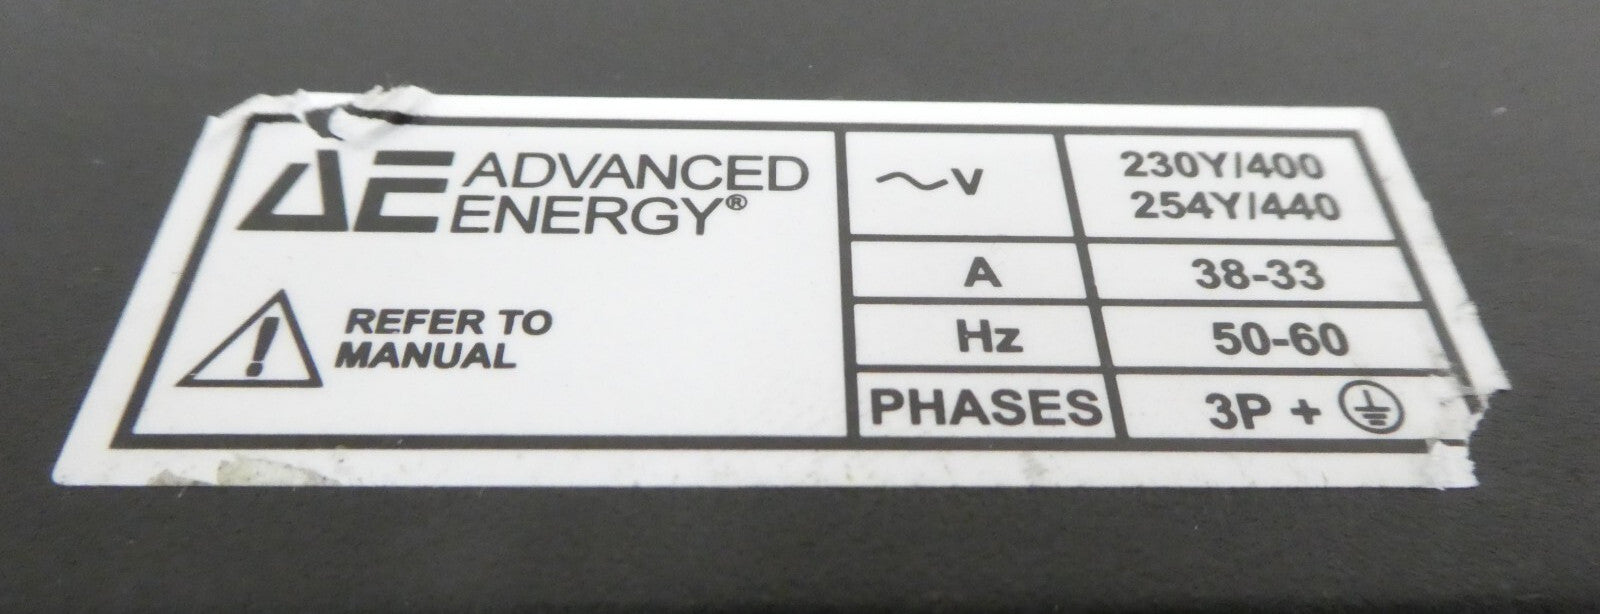 AE ADVANCED
ENERGY®
REFER TO
MANUAL
~V 230Y/400
254Y/440
A 38-33
Hz 50-60
PHASES 3P +